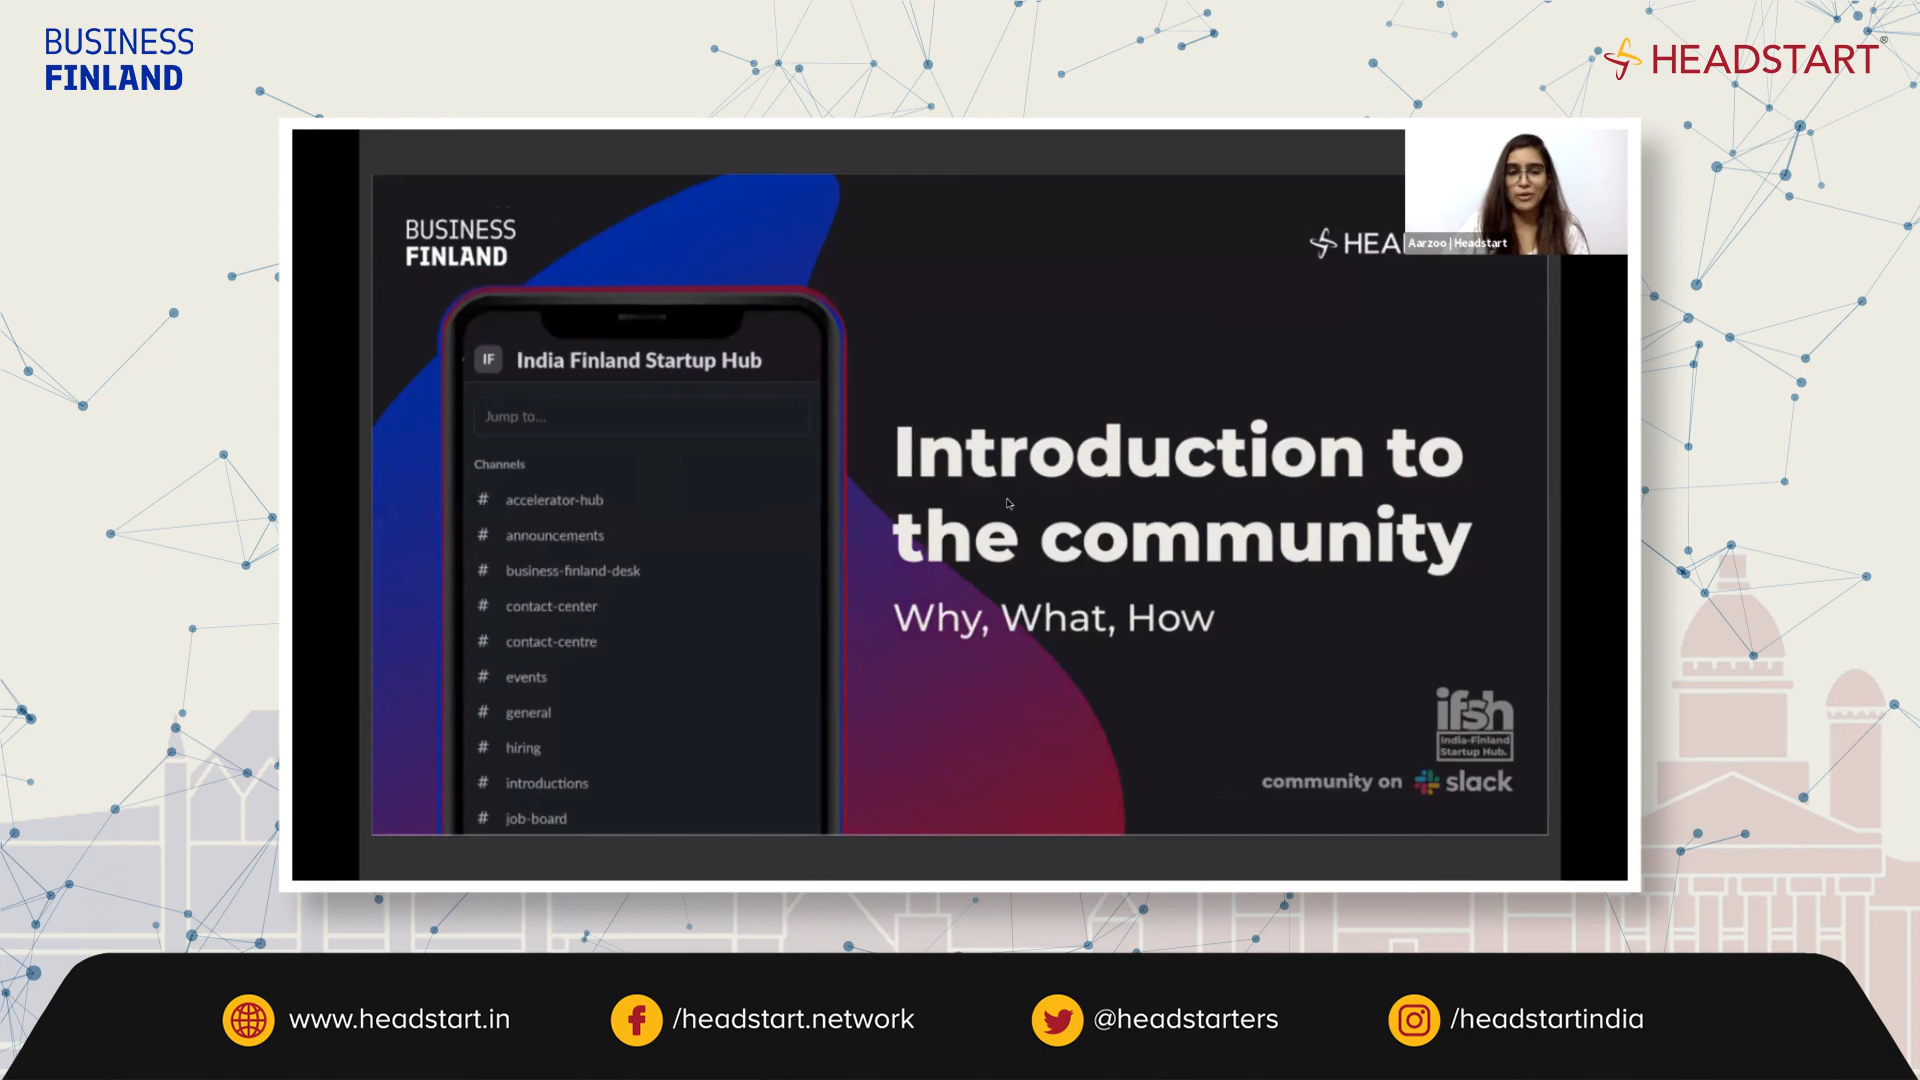 BUSINESS
FINLAND
HEADSTART®
BUSINESS
FINLAND
HEA
Aarzoo | Headstart
IF India Finland Startup Hub
Jump to...
Channels
# accelerator-hub
# announcements
# business-finland-desk
# contact-center
# contact-centre
# events
# general
# hiring
# introductions
# job-board
Introduction to
the community
Why, What, How
ifsh
India-Finland
Startup Hub.
community on slack
www.headstart.in
/headstart.network
@headstarters
/headstartindia